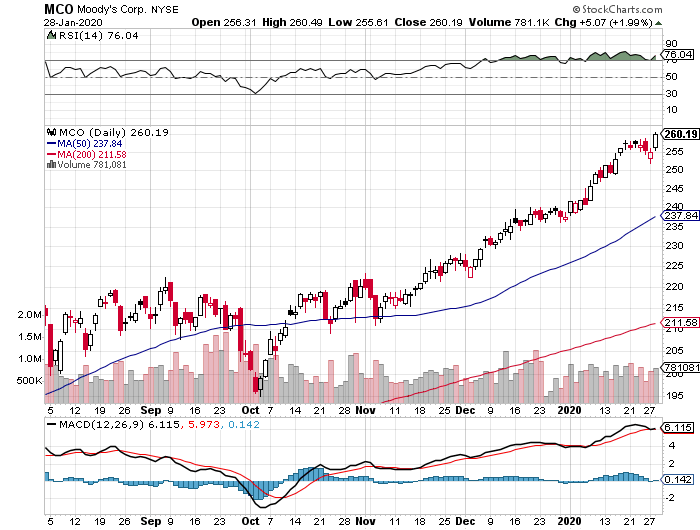 MCO Moody's Corp. NYSE © StockCharts.com
28-Jan-2020 Open 256.31 High 260.49 Low 255.61 Close 260.19 Volume 781.1K Chg +5.07 (+1.99%)
RSI(14) 76.04
90
76.04
70
50
30
10
MCO (Daily) 260.19
MA(50) 237.84
MA(200) 211.58
Volume 781,081
260.19
255
250
245
240
237.84
235
230
225
220
215
211.58
210
205
200
195
2.0M
1.5M
1.0M
500K
781081
5 12 19 26 Sep 9 16 23 Oct 7 14 21 28 Nov 11 18 25 Dec 9 16 23 2020 13 21 27
MACD(12,26,9) 6.115, 5.973, 0.142
6.115
4
2
0.142
-2
5 12 19 26 Sep 9 16 23 Oct 7 14 21 28 Nov 11 18 25 Dec 9 16 23 2020 13 21 27